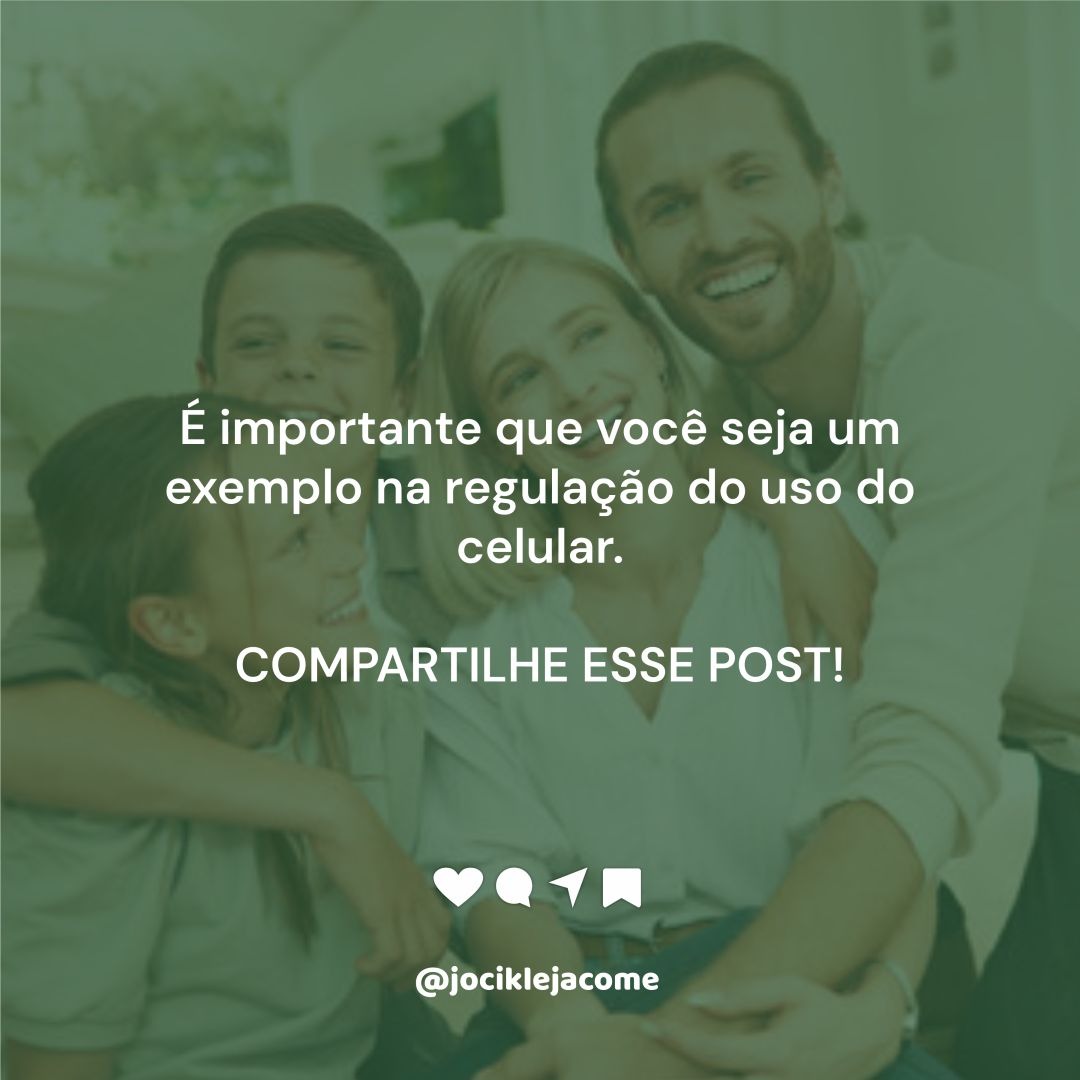 É importante que você seja um
exemplo na regulação do uso do
celular.
COMPARTILHE ESSE POST!
@jociklejacome